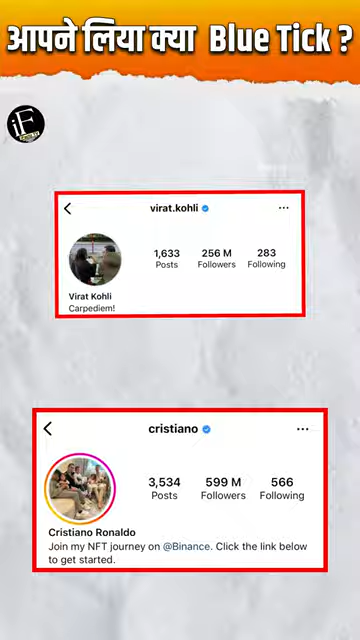 आपने लिया क्या Blue Tick ?
iF
virat.kohli
1,633 256 M 283
Posts Followers Following
Virat Kohli
Carpediem!
cristiano
3,534 599 M 566
Posts Followers Following
Cristiano Ronaldo
Join my NFT journey on @Binance. Click the link below
to get started.